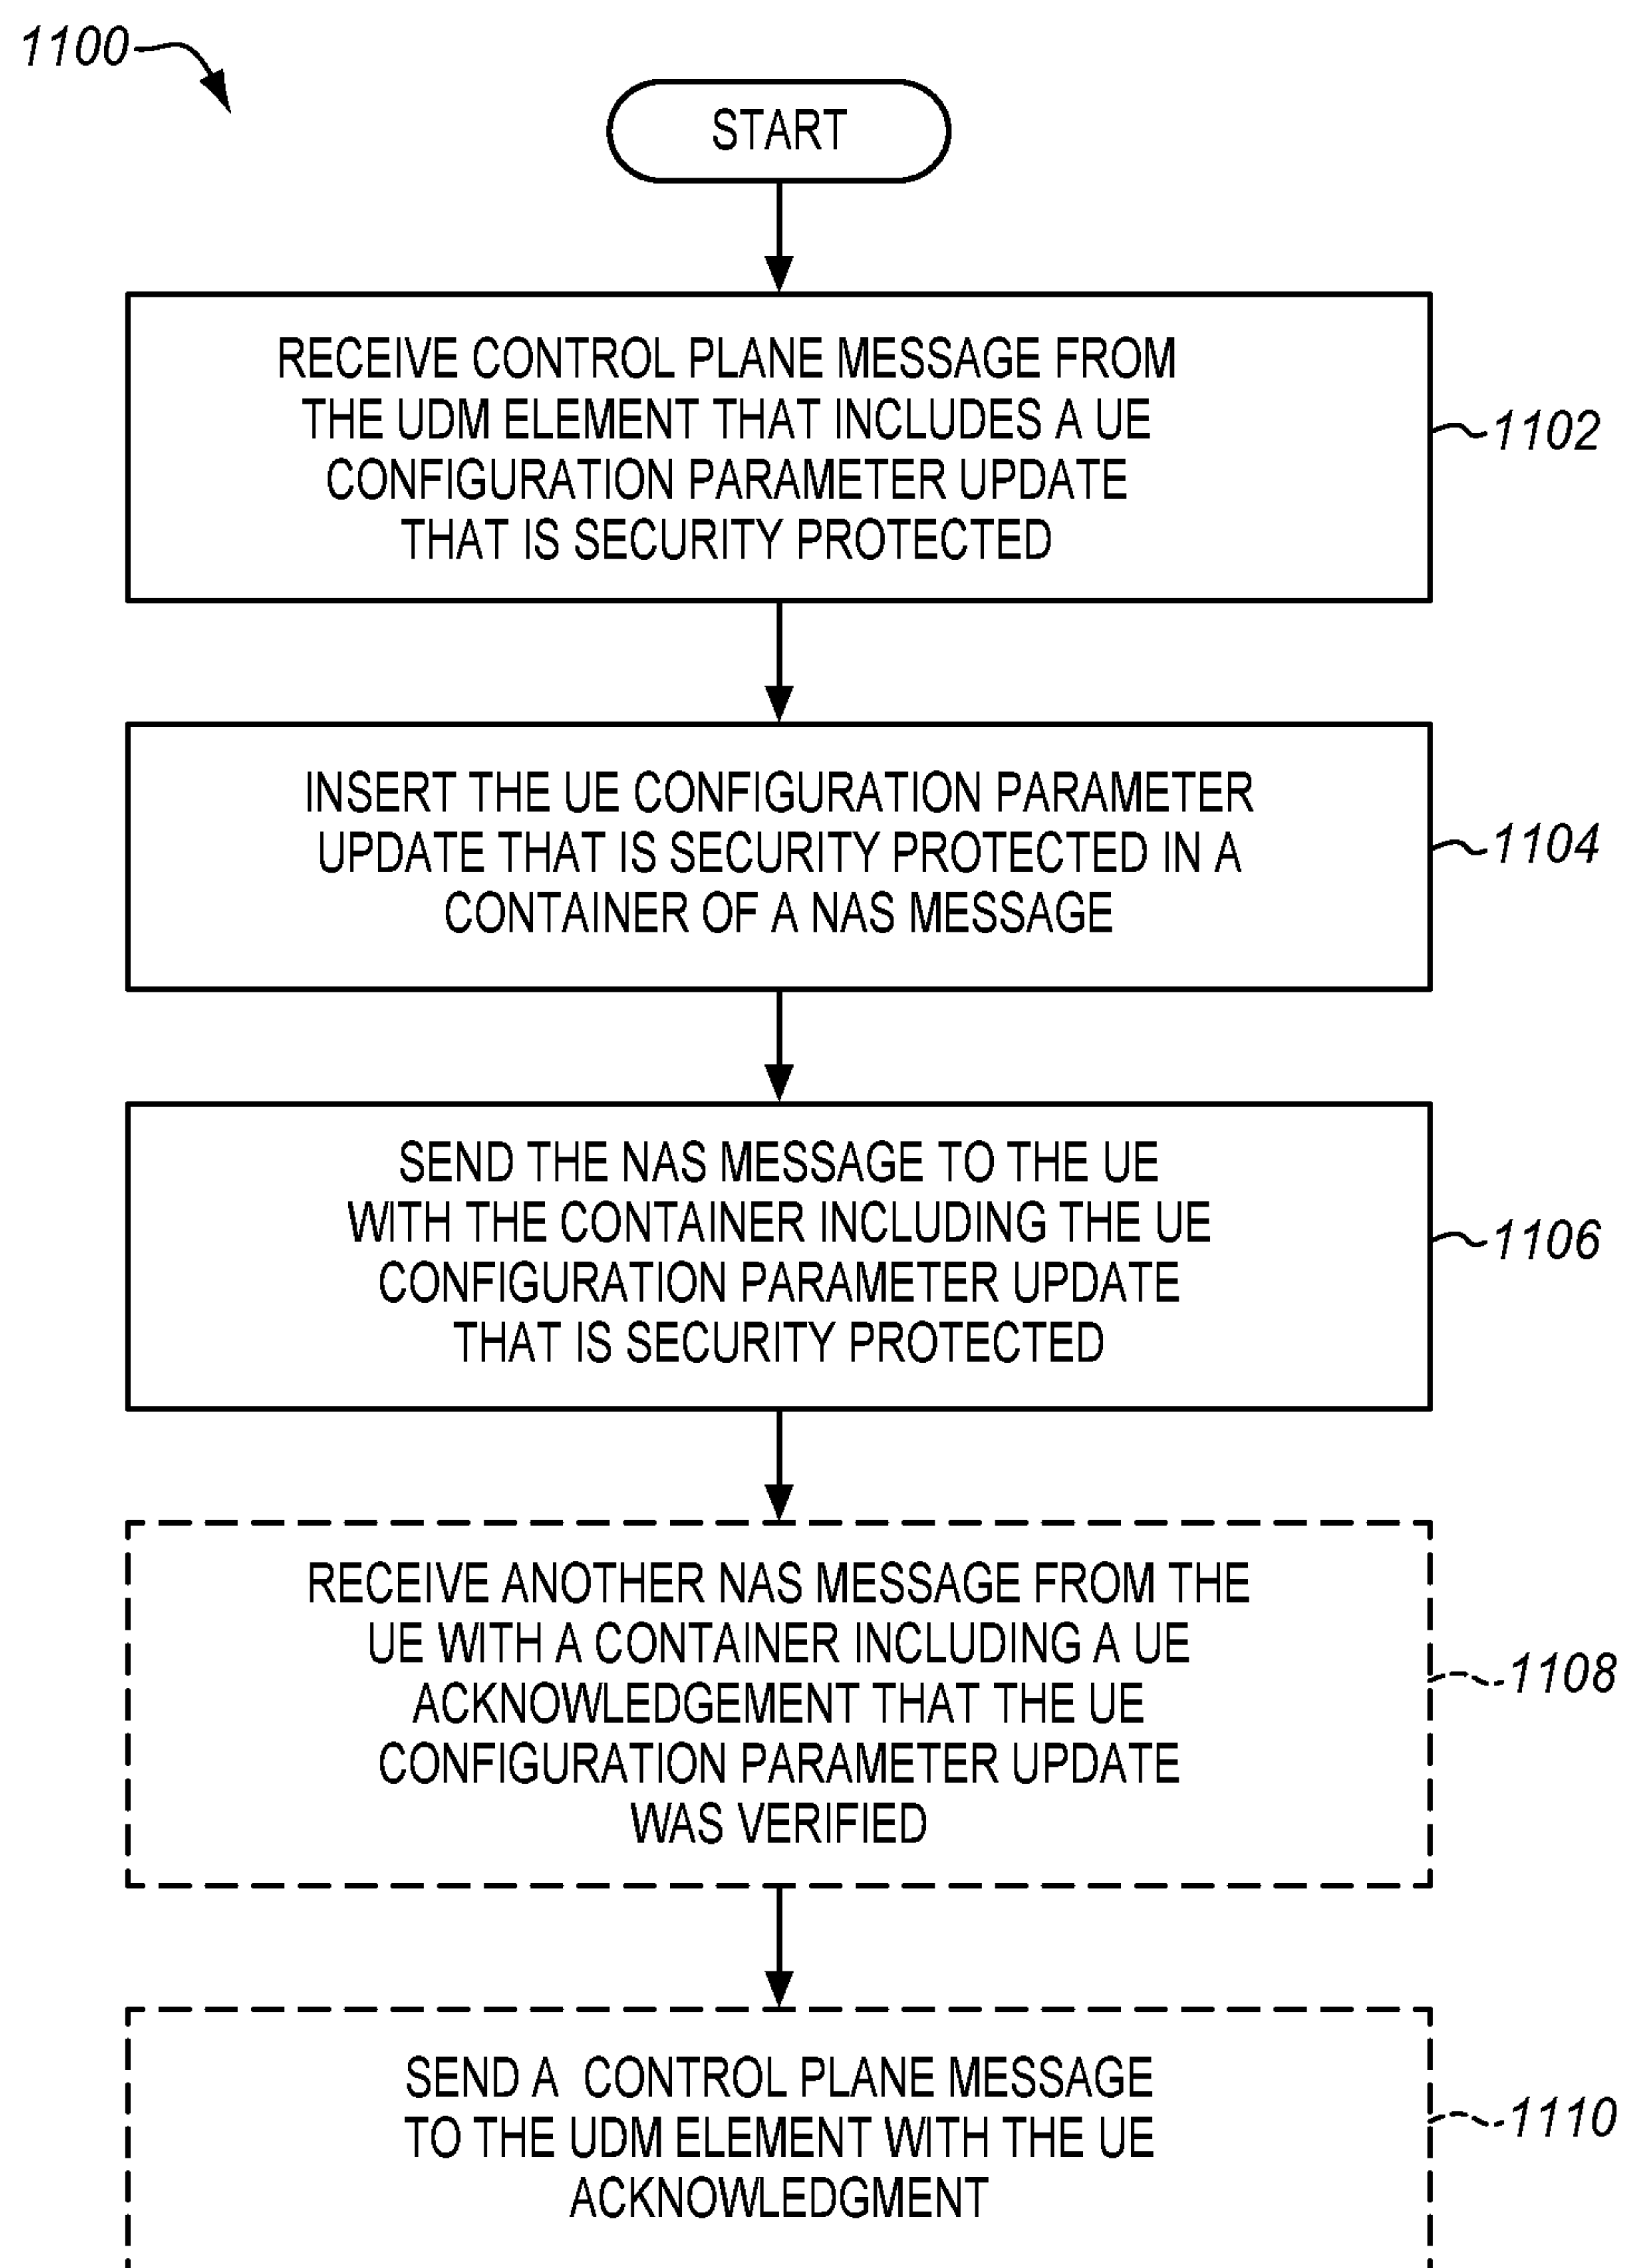 1100
START
RECEIVE CONTROL PLANE MESSAGE FROM
THE UDM ELEMENT THAT INCLUDES A UE
CONFIGURATION PARAMETER UPDATE
THAT IS SECURITY PROTECTED
1102
INSERT THE UE CONFIGURATION PARAMETER
UPDATE THAT IS SECURITY PROTECTED IN A
CONTAINER OF A NAS MESSAGE
1104
SEND THE NAS MESSAGE TO THE UE
WITH THE CONTAINER INCLUDING THE UE
CONFIGURATION PARAMETER UPDATE
THAT IS SECURITY PROTECTED
1106
RECEIVE ANOTHER NAS MESSAGE FROM THE
UE WITH A CONTAINER INCLUDING A UE
ACKNOWLEDGEMENT THAT THE UE
CONFIGURATION PARAMETER UPDATE
WAS VERIFIED
1108
SEND A CONTROL PLANE MESSAGE
TO THE UDM ELEMENT WITH THE UE
ACKNOWLEDGMENT
1110